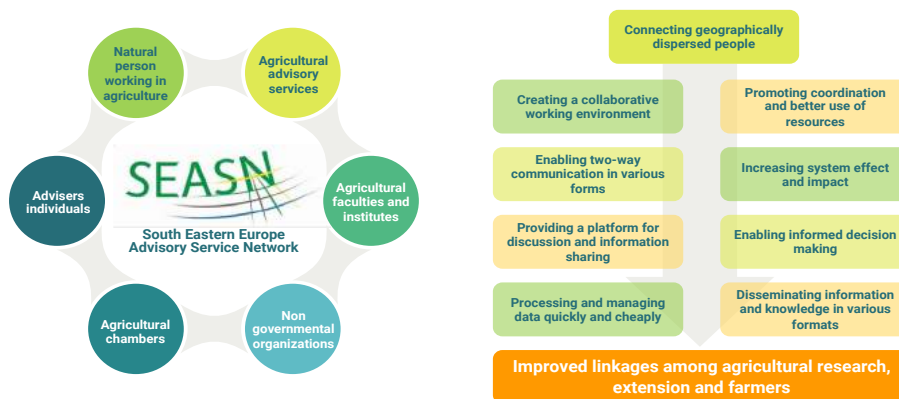 Natural
person
working in
agriculture
Agricultural
advisory
services
Advisers
individuals
SEASN
South Eastern Europe
Advisory Service Network
Agricultural
faculties and
institutes
Agricultural
chambers
Non
governmental
organizations
Connecting geographically
dispersed people
Creating a collaborative
working environment
Promoting coordination
and better use of
resources
Enabling two-way
communication in various
forms
Increasing system effect
and impact
Providing a platform for
discussion and information
sharing
Enabling informed decision
making
Processing and managing
data quickly and cheaply
Disseminating information
and knowledge in various
formats
Improved linkages among agricultural research,
extension and farmers